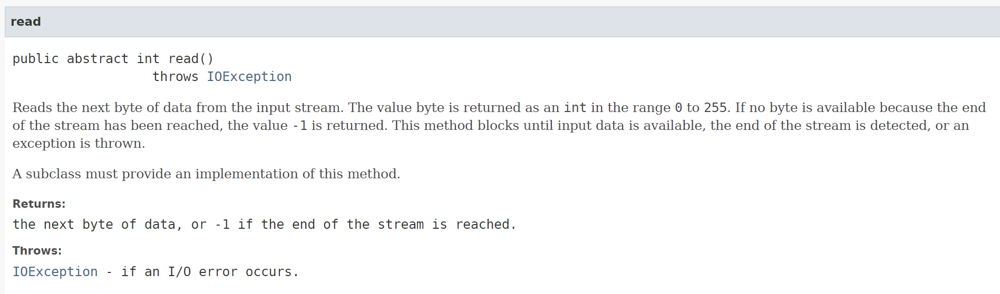 read
public abstract int read()
throws IOException
Reads the next byte of data from the input stream. The value byte is returned as an int in the range 0 to 255. If no byte is available because the end
of the stream has been reached, the value -1 is returned. This method blocks until input data is available, the end of the stream is detected, or an
exception is thrown.
A subclass must provide an implementation of this method.
Returns:
the next byte of data, or -1 if the end of the stream is reached.
Throws:
IOException - if an I/O error occurs.